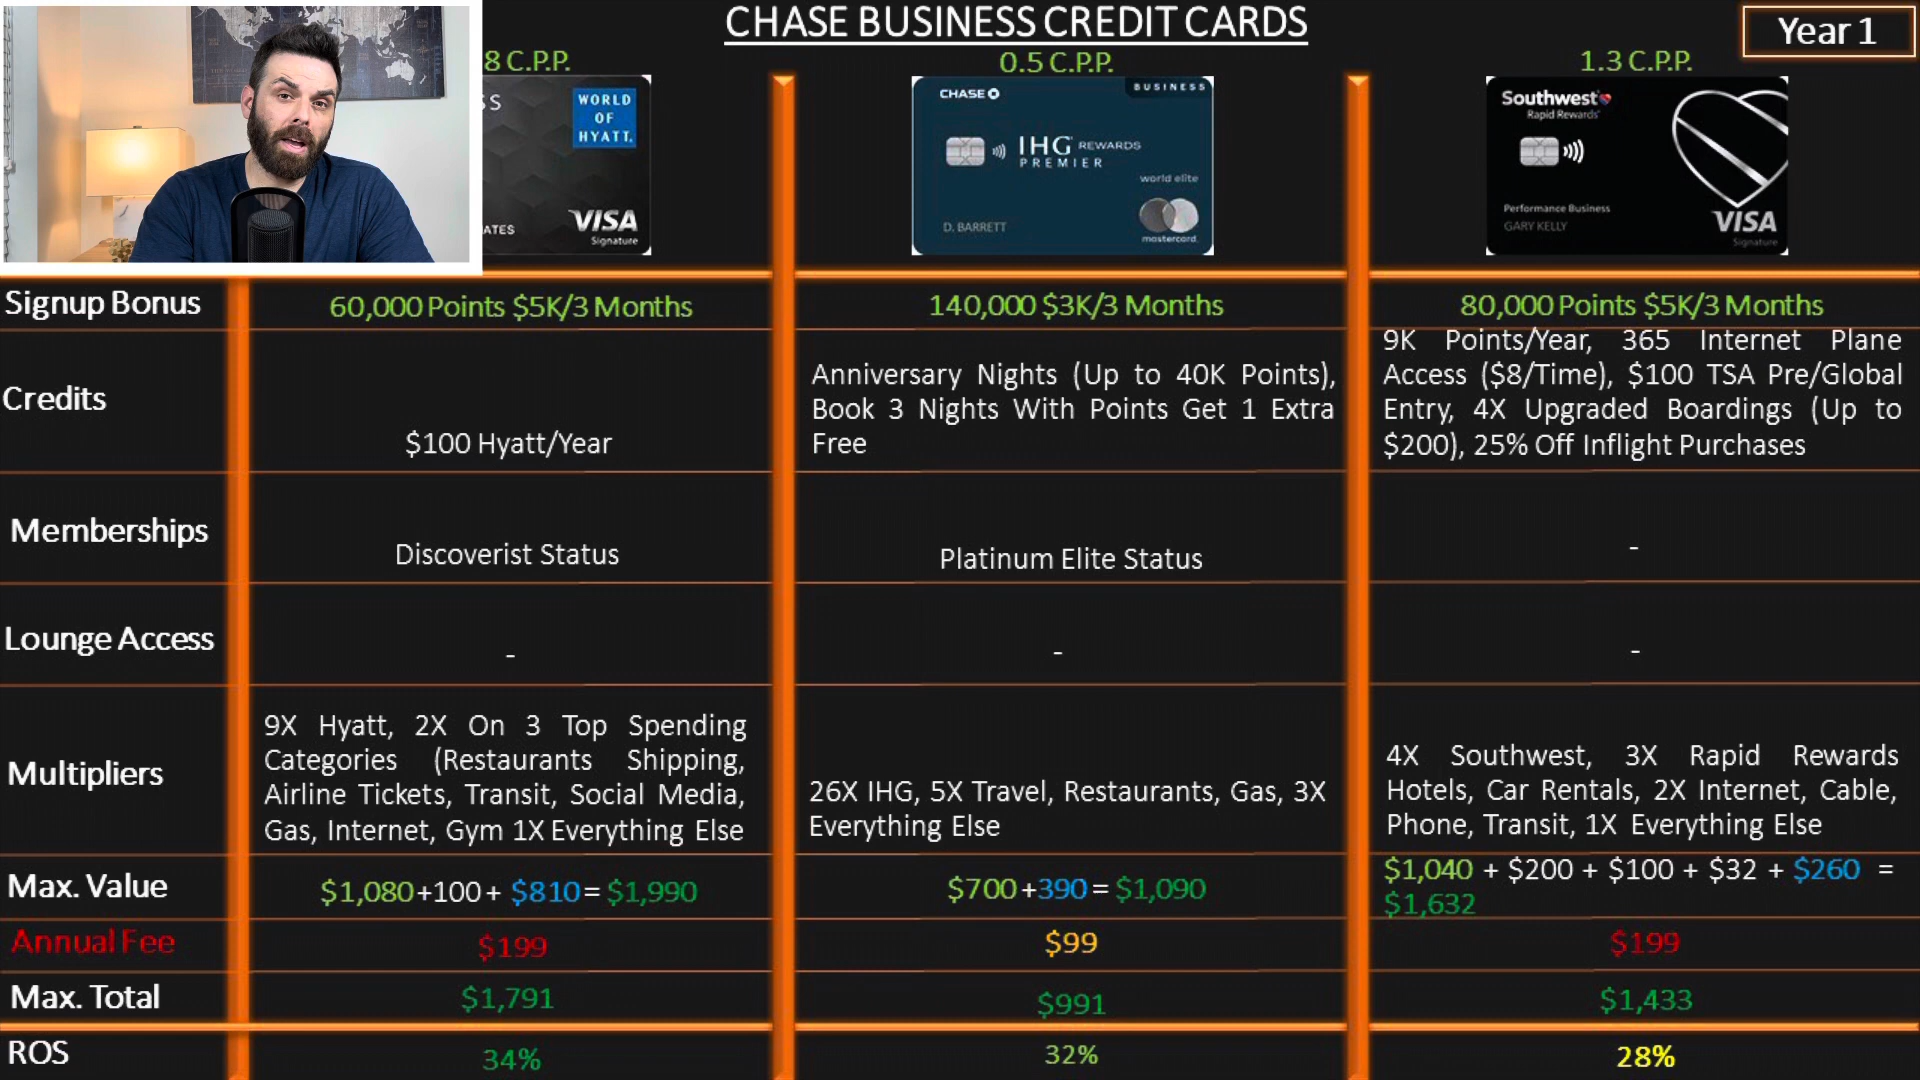 CHASE BUSINESS CREDIT CARDS
Year 1
8 C.P.P.
0.5 C.P.P.
1.3 C.P.P.
SS
WORLD
OF
HYATT.
ATES
VISA
Signature
CHASE
BUSINESS
IHG REWARDS
PREMIER
world elite
D. BARRETT
mastercard
Southwest
Rapid Rewards
Performance Business
GARY KELLY
VISA
Signature
Signup Bonus
60,000 Points $5K/3 Months
140,000 $3K/3 Months
80,000 Points $5K/3 Months
Credits
$100 Hyatt/Year
Anniversary Nights (Up to 40K Points),
Book 3 Nights With Points Get 1 Extra
Free
9K Points/Year, 365 Internet Plane
Access ($8/Time), $100 TSA Pre/Global
Entry, 4X Upgraded Boardings (Up to
$200), 25% Off Inflight Purchases
Memberships
Discoverist Status
Platinum Elite Status
-
Lounge Access
-
-
-
Multipliers
9X Hyatt, 2X On 3 Top Spending
Categories (Restaurants Shipping,
Airline Tickets, Transit, Social Media,
Gas, Internet, Gym 1X Everything Else
26X IHG, 5X Travel, Restaurants, Gas, 3X
Everything Else
4X Southwest, 3X Rapid Rewards
Hotels, Car Rentals, 2X Internet, Cable,
Phone, Transit, 1X Everything Else
Max. Value
$1,080+100+ $810= $1,990
$700+390 = $1,090
$1,040 + $200 + $100 + $32 + $260 =
$1,632
Annual Fee
$199
$99
$199
Max. Total
$1,791
$991
$1,433
ROS
34%
32%
28%